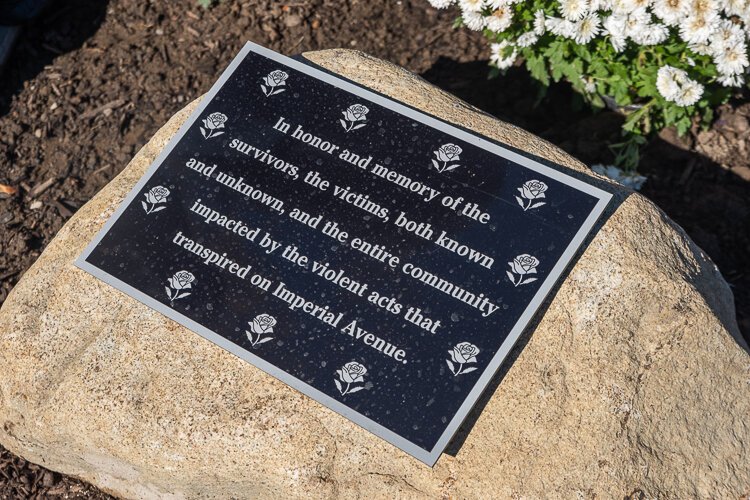 In honor and memory of the
survivors, the victims, both known
and unknown, and the entire community
impacted by the violent acts that
transpired on Imperial Avenue.